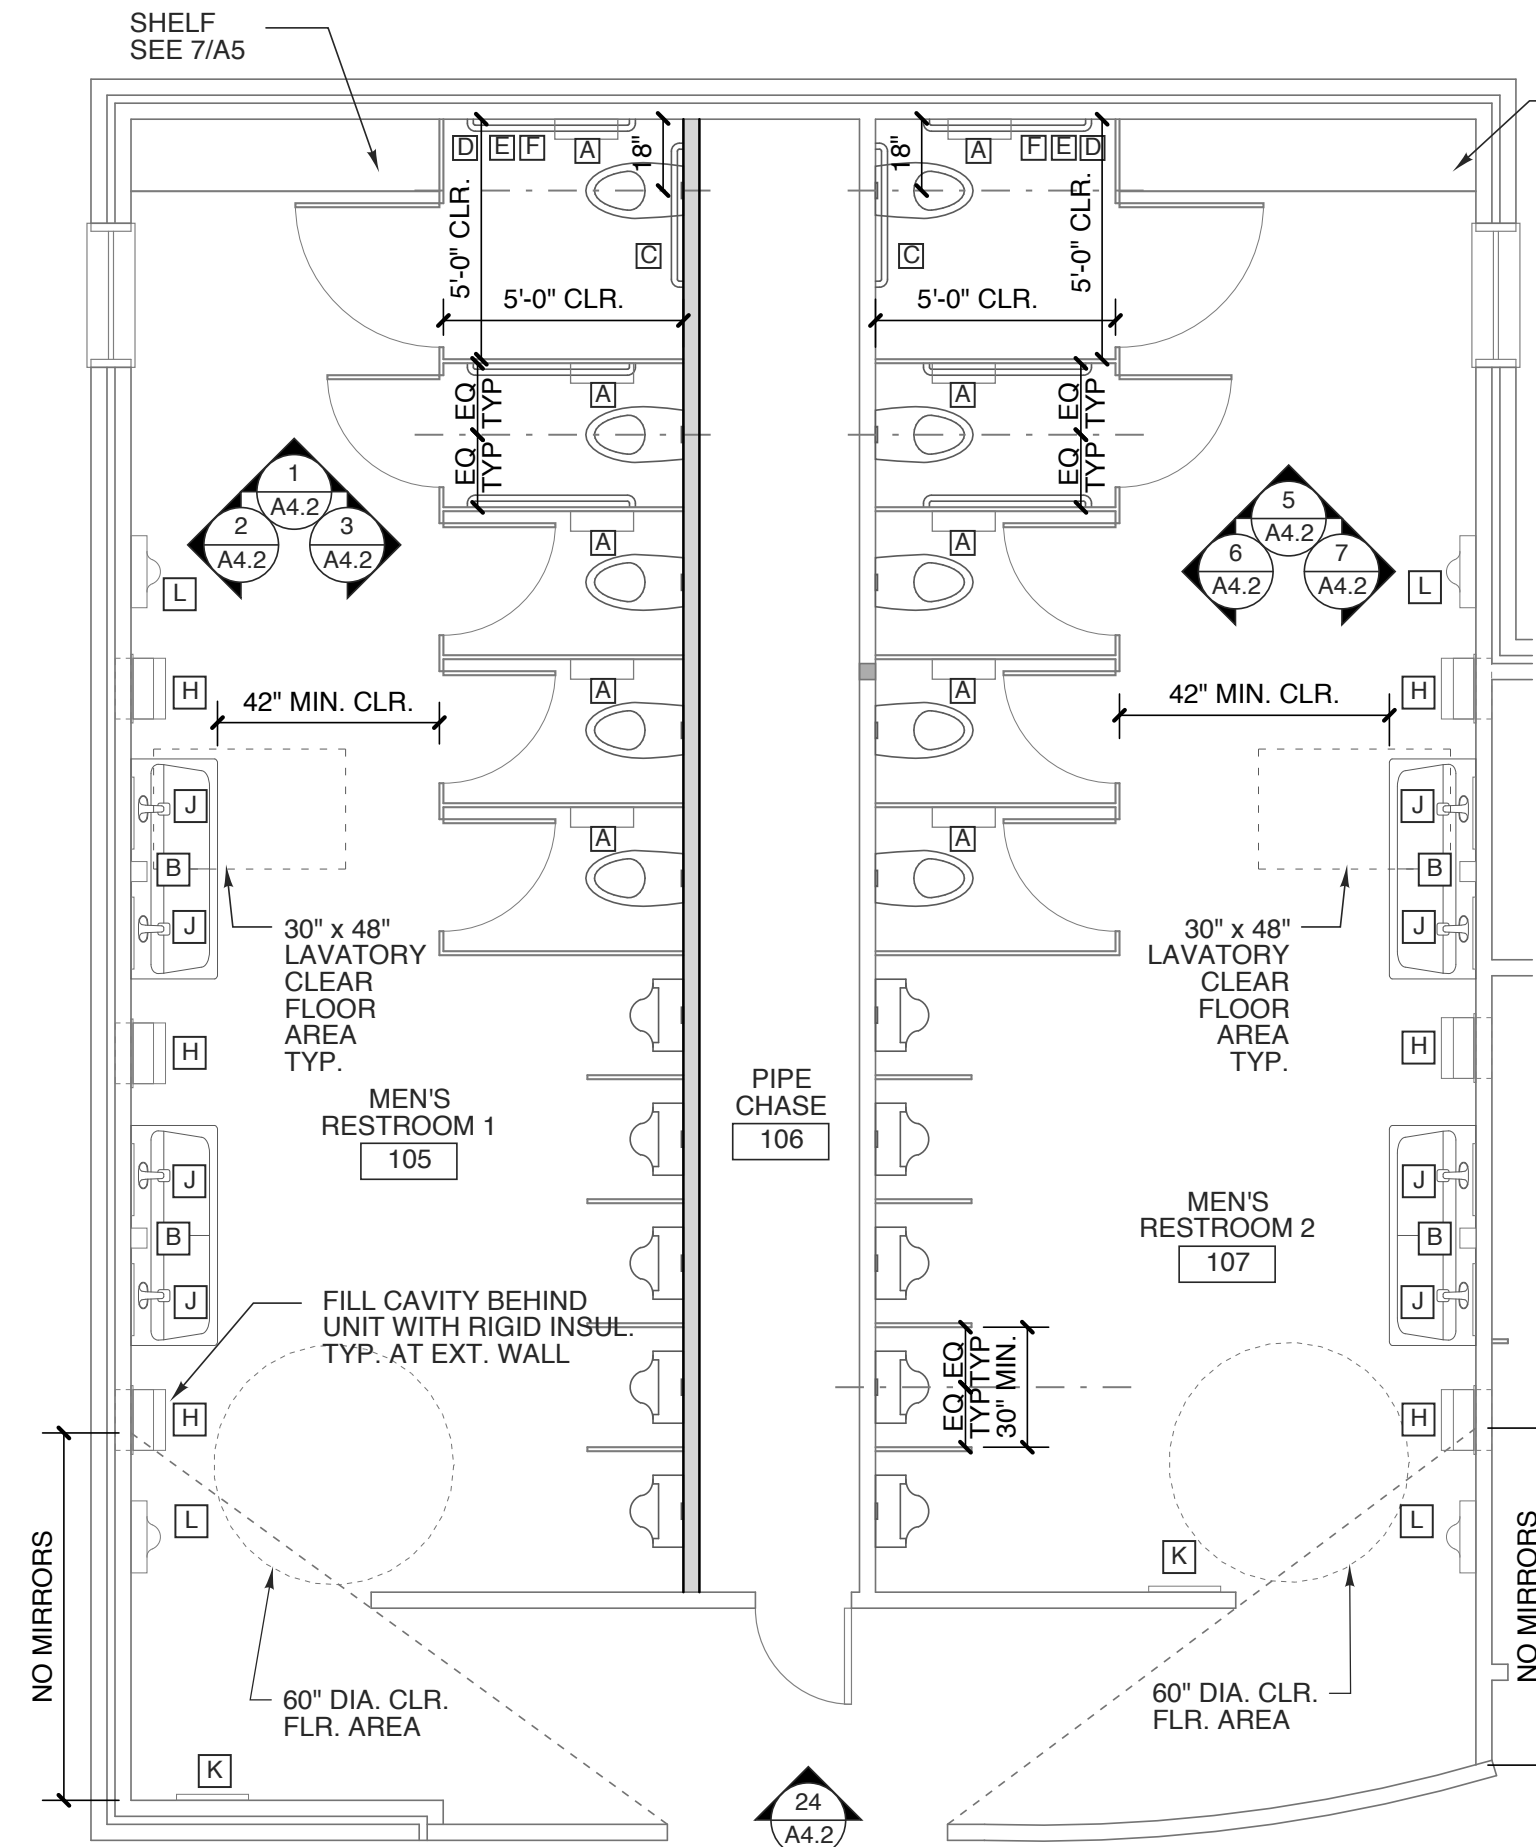 SHELF
SEE 7/A5
D E F A 18"
18" A F E D
5'-0" CLR.
5'-0" CLR.
C
C
5'-0" CLR.
5'-0" CLR.
EQ TYP
A
A
EQ TYP
EQ TYP
EQ TYP
1
A4.2
2
A4.2
3
A4.2
5
A4.2
6
A4.2
7
A4.2
A
A
L
L
H
42" MIN. CLR.
A
A
42" MIN. CLR.
H
J
A
A
J
B
B
J
J
30" x 48"
LAVATORY
CLEAR
FLOOR
AREA
TYP.
30" x 48"
LAVATORY
CLEAR
FLOOR
AREA
TYP.
H
H
MEN'S
RESTROOM 1
105
PIPE
CHASE
106
MEN'S
RESTROOM 2
107
J
J
B
B
J
J
FILL CAVITY BEHIND
UNIT WITH RIGID INSUL.
TYP. AT EXT. WALL
EQ TYP
EQ TYP
30" MIN.
H
H
L
L
K
NO MIRRORS
NO MIRRORS
60" DIA. CLR.
FLR. AREA
60" DIA. CLR.
FLR. AREA
K
24
A4.2